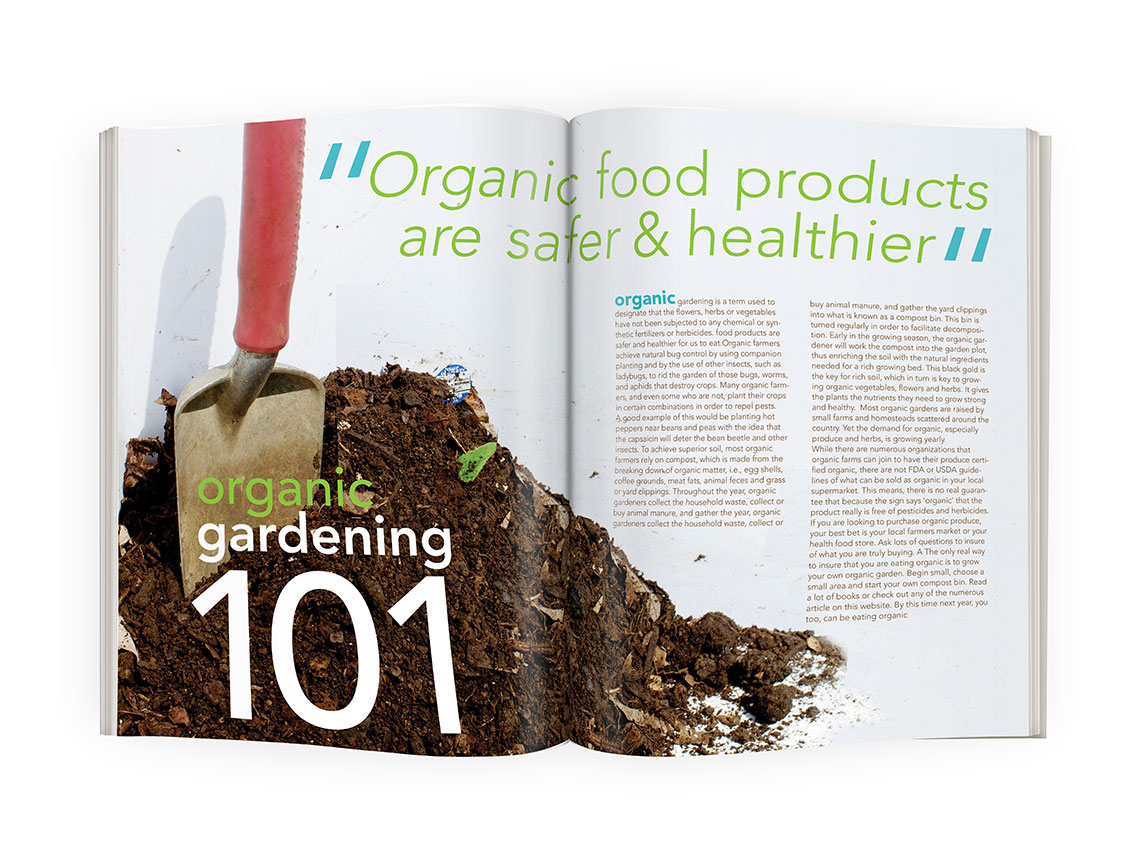 "Organic food products
are safer & healthier"
organic
gardening
101
organic gardening is a term used to
designate that the flowers, herbs or vegetables
have not been subjected to any chemical or syn-
thetic fertilizers or herbicides. food products are
safer and healthier for us to eat.Organic farmers
achieve natural bug control by using companion
planting and by the use of other insects, such as
ladybugs, to rid the garden of those bugs, worms,
and aphids that destroy crops. Many organic farm-
ers, and even some who are not, plant their crops
in certain combinations in order to repel pests.
A good example of this would be planting hot
peppers near beans and peas with the idea that
the capsaicin will deter the bean beetle and other
insects. To achieve superior soil, most organic
farmers rely on compost, which is made from the
breaking down of organic matter, i.e., egg shells,
coffee grounds, meat fats, animal feces and grass
or yard clippings. Throughout the year, organic
gardeners collect the household waste, collect or
buy animal manure, and gather the year, organic
gardeners collect the household waste, collect or
buy animal manure, and gather the yard clippings
into what is known as a compost bin. This bin is
turned regularly in order to facilitate decomposi-
tion. Early in the growing season, the organic gar-
dener will work the compost into the garden plot,
thus enriching the soil with the natural ingredients
needed for a rich growing bed. This black gold is
the key for rich soil, which in turn is key to grow-
ing organic vegetables, flowers and herbs. It gives
the plants the nutrients they need to grow strong
and healthy. Most organic gardens are raised by
small farms and homesteads scattered around the
country. Yet the demand for organic, especially
produce and herbs, is growing yearly.
While there are numerous organizations that
organic farms can join to have their produce certi-
fied organic, there are not FDA or USDA guide-
lines of what can be sold as organic in your local
supermarket. This means, there is no real guaran-
tee that because the sign says 'organic' that the
product really is free of pesticides and herbicides.
If you are looking to purchase organic produce,
your best bet is your local farmers market or your
health food store. Ask lots of questions to insure
of what you are truly buying. A The only real way
to insure that you are eating organic is to grow
your own organic garden. Begin small, choose a
small area and start your own compost bin. Read
a lot of books or check out any of the numerous
article on this website. By this time next year, you
too, can be eating organic